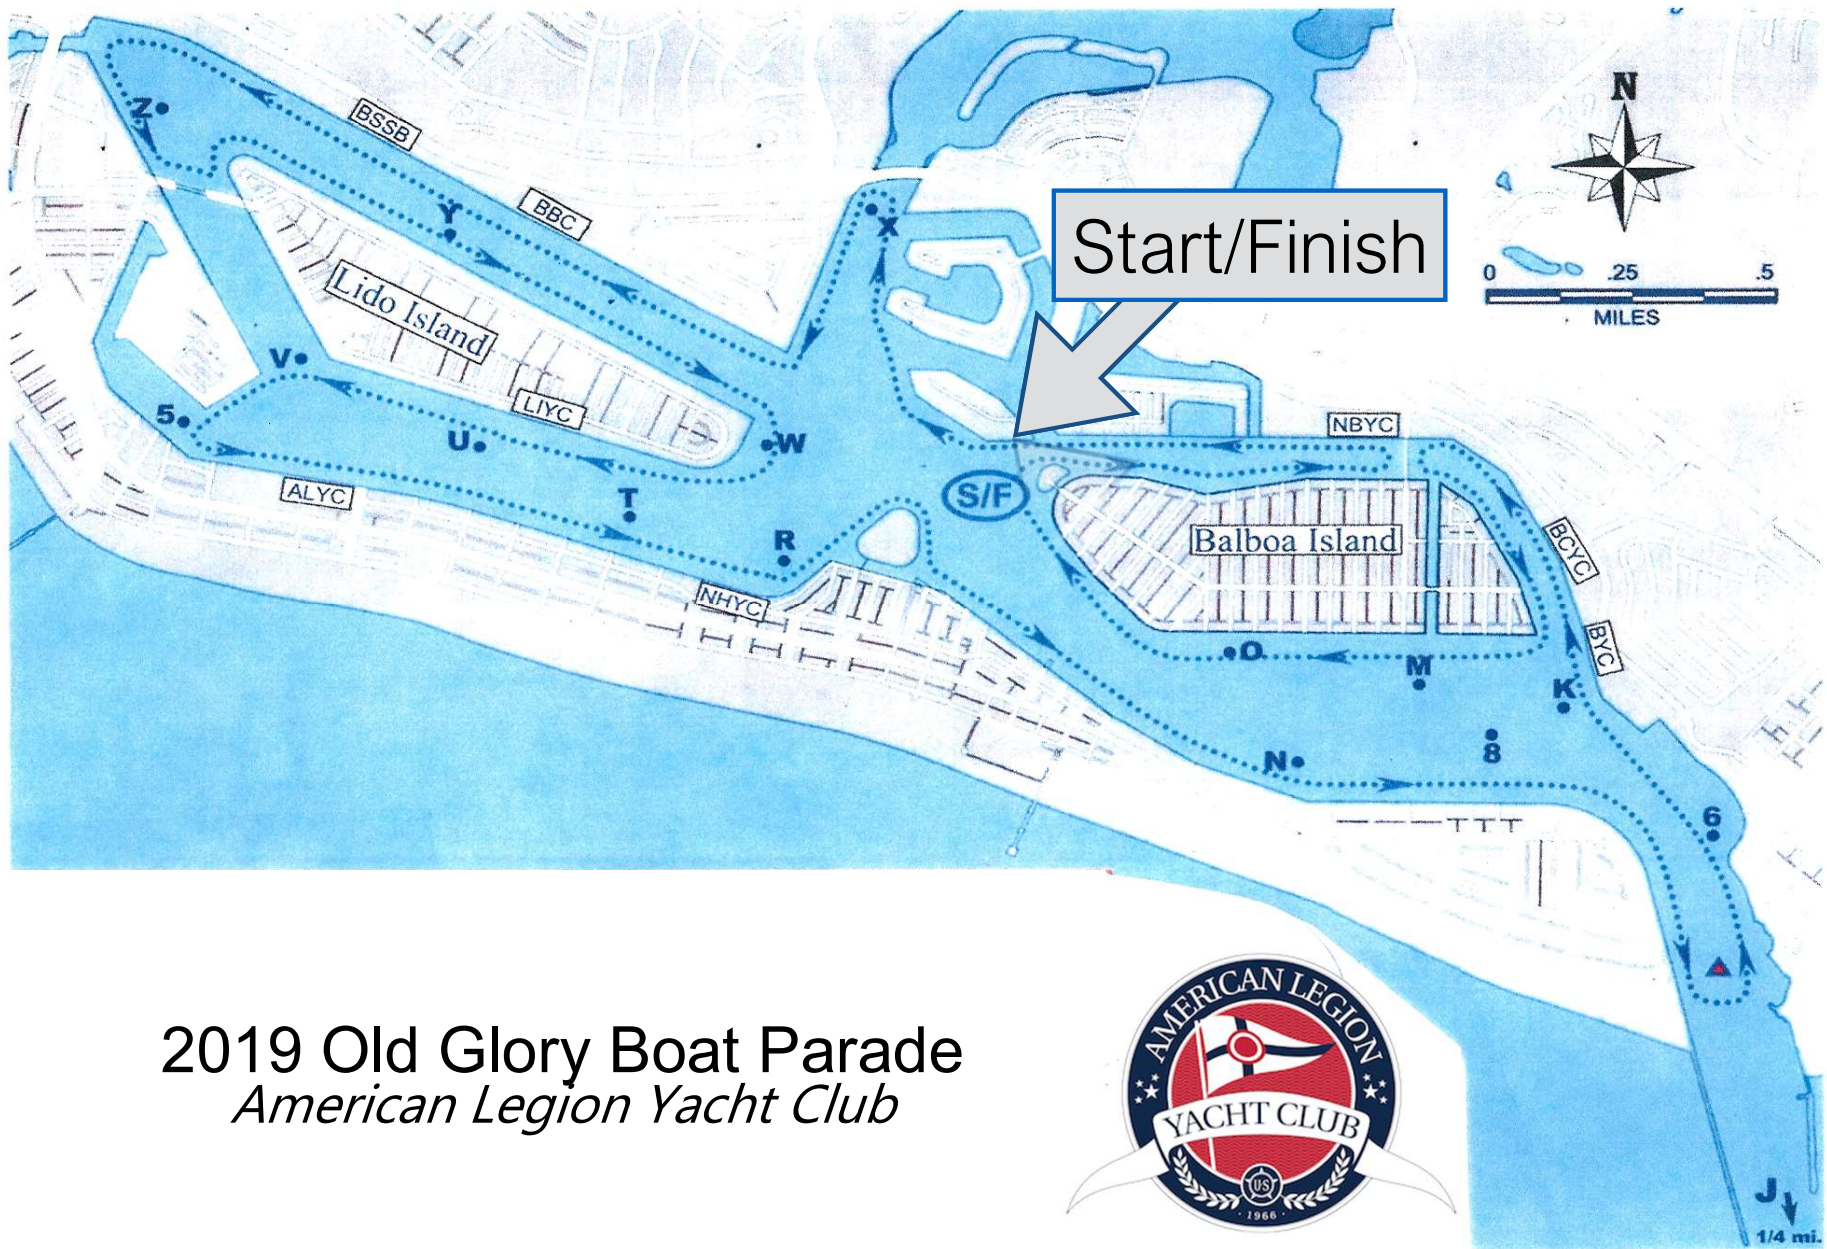 N
0 .25 .5
MILES
Start/Finish
BSSB
BBC
Z
Y
X
Lido Island
V
LIYC
5
U
W
ALYC
T
R
NHYC
S/F
NBYC
Balboa Island
BCYC
BYC
O
M
K
N
8
6
J
1/4 mi.
2019 Old Glory Boat Parade
American Legion Yacht Club
AMERICAN LEGION
YACHT CLUB
US
· 1966 ·